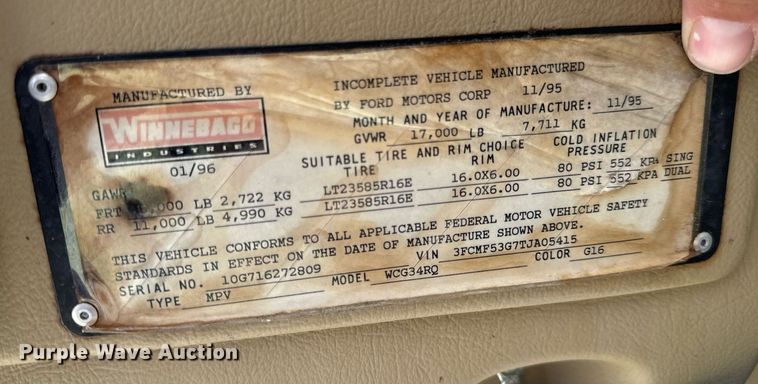 MANUFACTURED BY
WINNEBAGO
INDUSTRIES
01/96
INCOMPLETE VEHICLE MANUFACTURED
BY FORD MOTORS CORP 11/95
MONTH AND YEAR OF MANUFACTURE: 11/95
GVWR 17,000 LB 7,711 KG
SUITABLE TIRE AND RIM CHOICE COLD INFLATION
TIRE RIM PRESSURE
GAWR
FRT ,000 LB 2,722 KG LT23585R16E 16.0X6.00 80 PSI 552 KPA SING
RR 11,000 LB 4,990 KG LT23585R16E 16.0X6.00 80 PSI 552 KPA DUAL
THIS VEHICLE CONFORMS TO ALL APPLICABLE FEDERAL MOTOR VEHICLE SAFETY
STANDARDS IN EFFECT ON THE DATE OF MANUFACTURE SHOWN ABOVE.
SERIAL NO. 10G716272809 VIN 3FCMF53G7TJA05415
TYPE MPV MODEL WCG34RQ COLOR G16
Purple Wave Auction